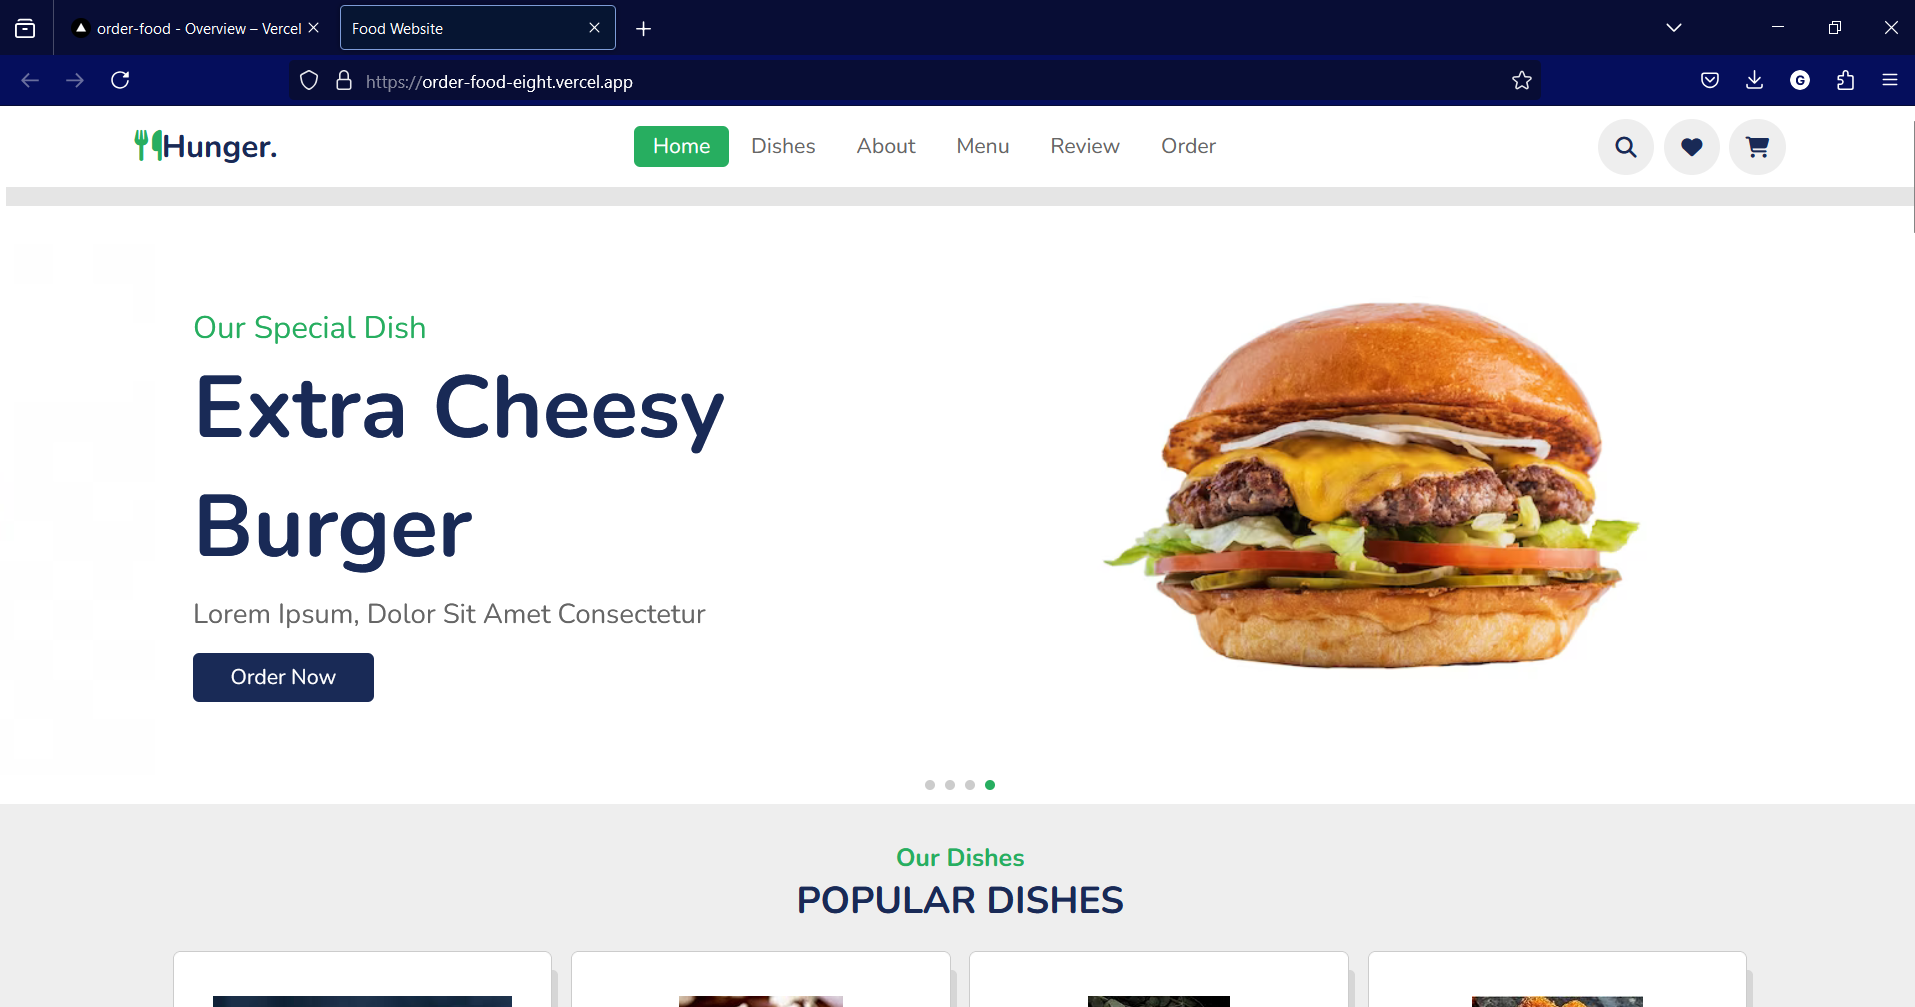 order-food - Overview – Vercel
Food Website
https://order-food-eight.vercel.app
G
Hunger.
Home
Dishes
About
Menu
Review
Order
Our Special Dish
Extra Cheesy
Burger
Lorem Ipsum, Dolor Sit Amet Consectetur
Order Now
Our Dishes
POPULAR DISHES